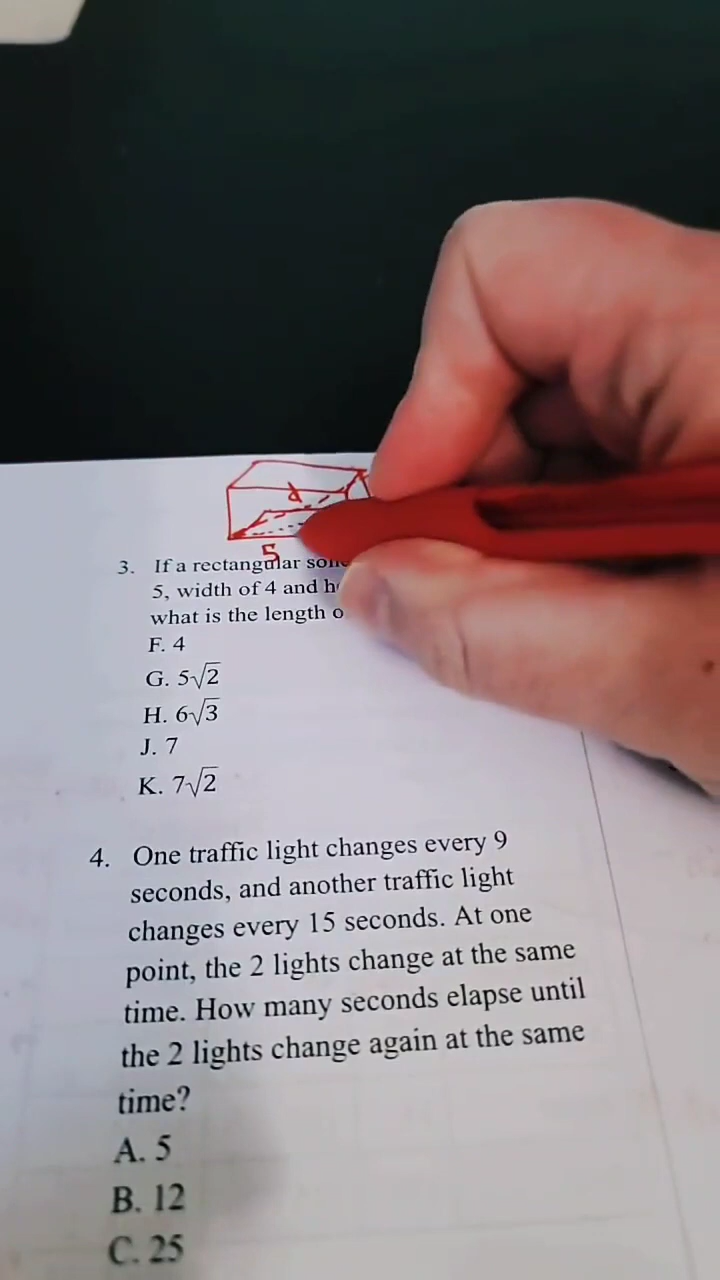 d
5
3. If a rectangular
5, width of 4 and
what is the length
F. 4
G. 5√2
H. 6√3
J. 7
K. 7√2
4. One traffic light changes every 9
seconds, and another traffic light
changes every 15 seconds. At one
point, the 2 lights change at the same
time. How many seconds elapse until
the 2 lights change again at the same
time?
A. 5
B. 12
C. 25